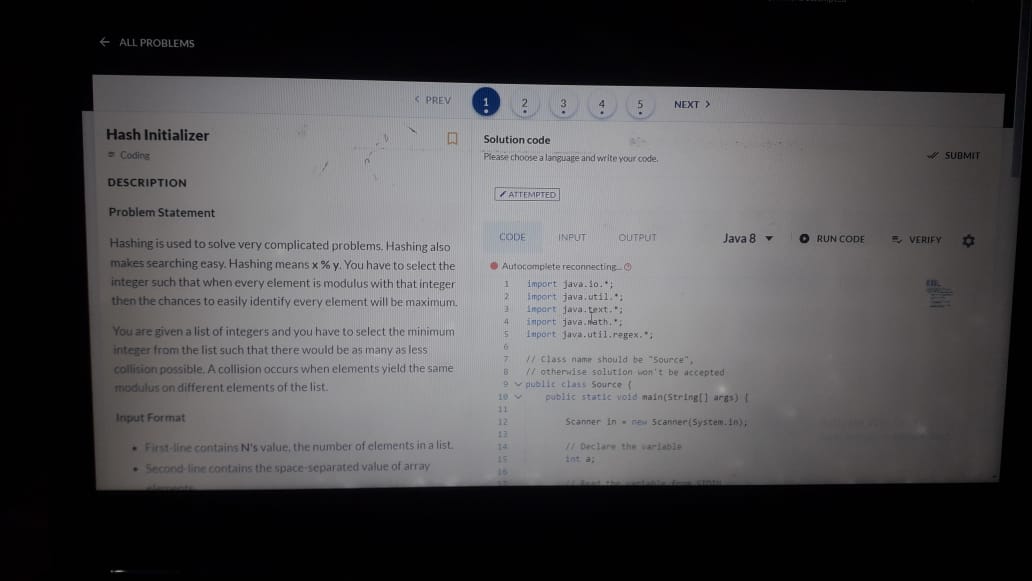 ← ALL PROBLEMS
< PREV 1 2 3 4 5 NEXT >
Hash Initializer
Coding
DESCRIPTION
Problem Statement
Hashing is used to solve very complicated problems. Hashing also
makes searching easy. Hashing means x % y. You have to select the
integer such that when every element is modulus with that integer
then the chances to easily identify every element will be maximum.
You are given a list of integers and you have to select the minimum
integer from the list such that there would be as many as less
collision possible. A collision occurs when elements yield the same
modulus on different elements of the list.
Input Format
• First-line contains N's value, the number of elements in a list.
• Second-line contains the space-separated value of array
elements
Solution code
Please choose a language and write your code.
SUBMIT
ATTEMPTED
CODE INPUT OUTPUT Java 8 RUN CODE VERIFY
Autocomplete reconnecting...
1 import java.io.*;
2 import java.util.*;
3 import java.text.*;
4 import java.math.*;
5 import java.util.regex.*;
6
7 // Class name should be "Source",
8 // otherwise solution won't be accepted
9 public class Source {
10 public static void main(String[] args) {
11
12 Scanner in = new Scanner(System.in);
13
14 // Declare the variable
15 int a;
16
17 // Read the variable from STDIN